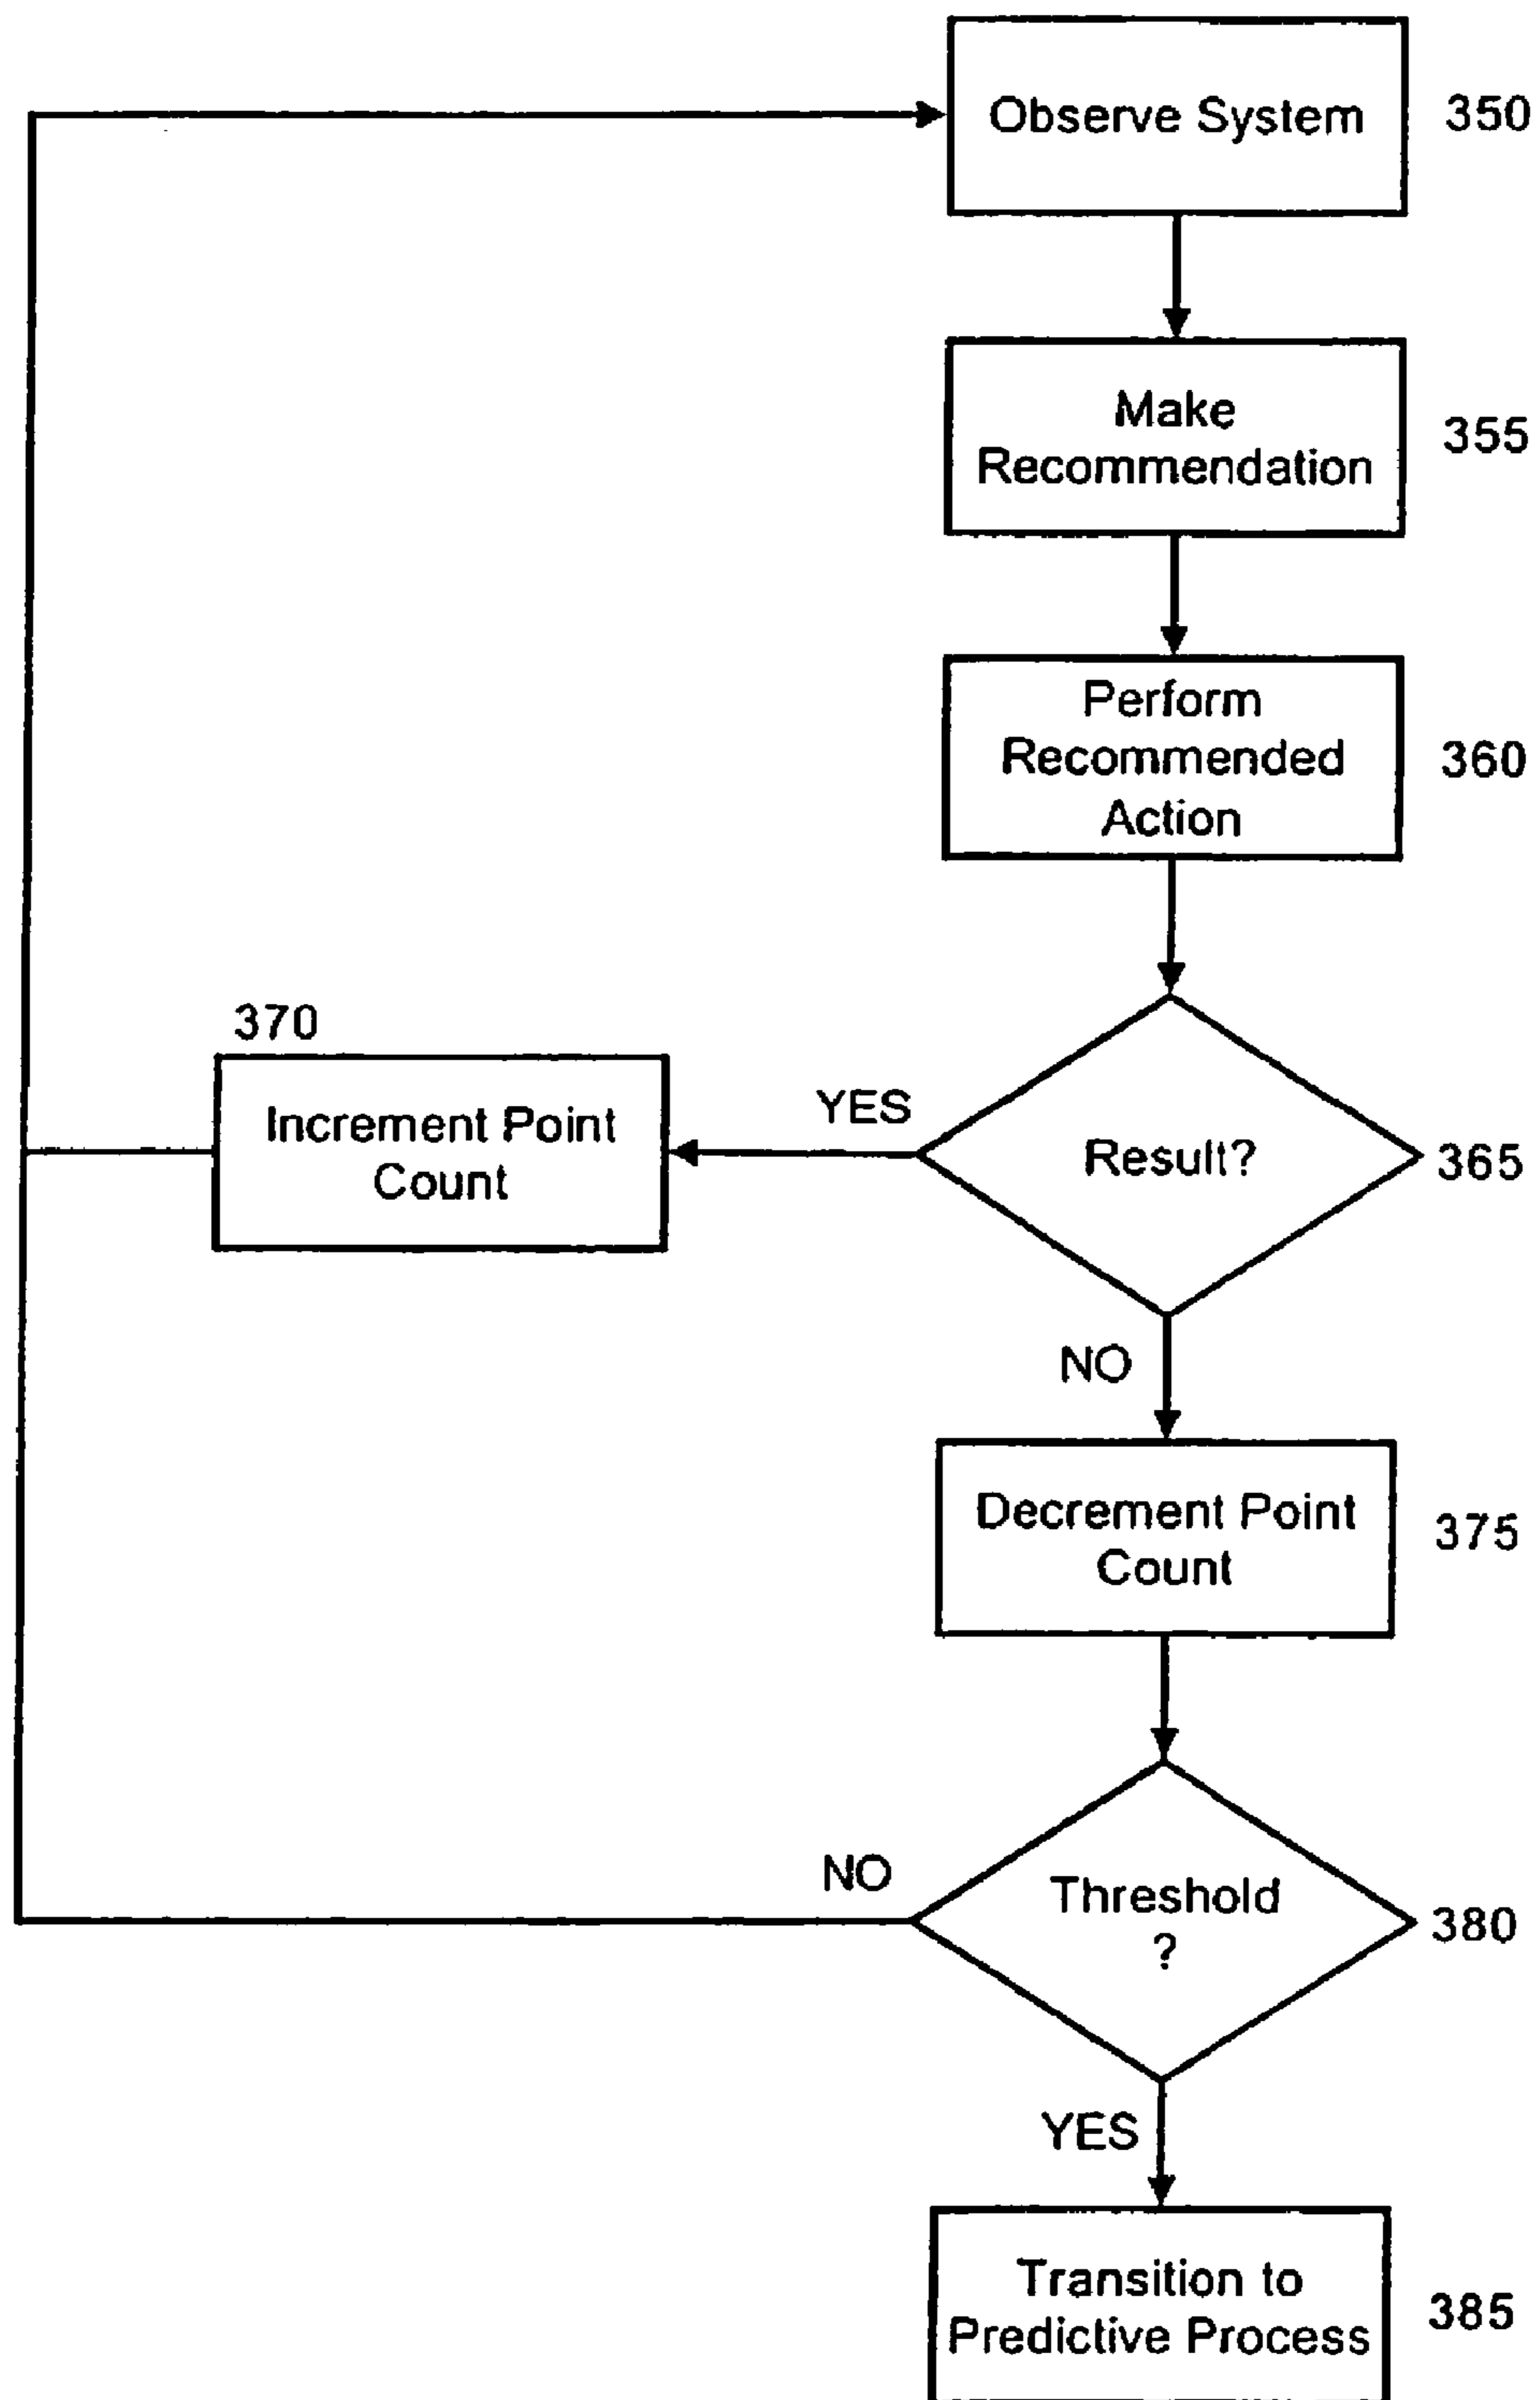 Observe System
350
Make
Recommendation
355
Perform
Recommended
Action
360
370
Increment Point
Count
YES
Result?
365
NO
Decrement Point
Count
375
NO
Threshold
?
380
YES
Transition to
Predictive Process
385